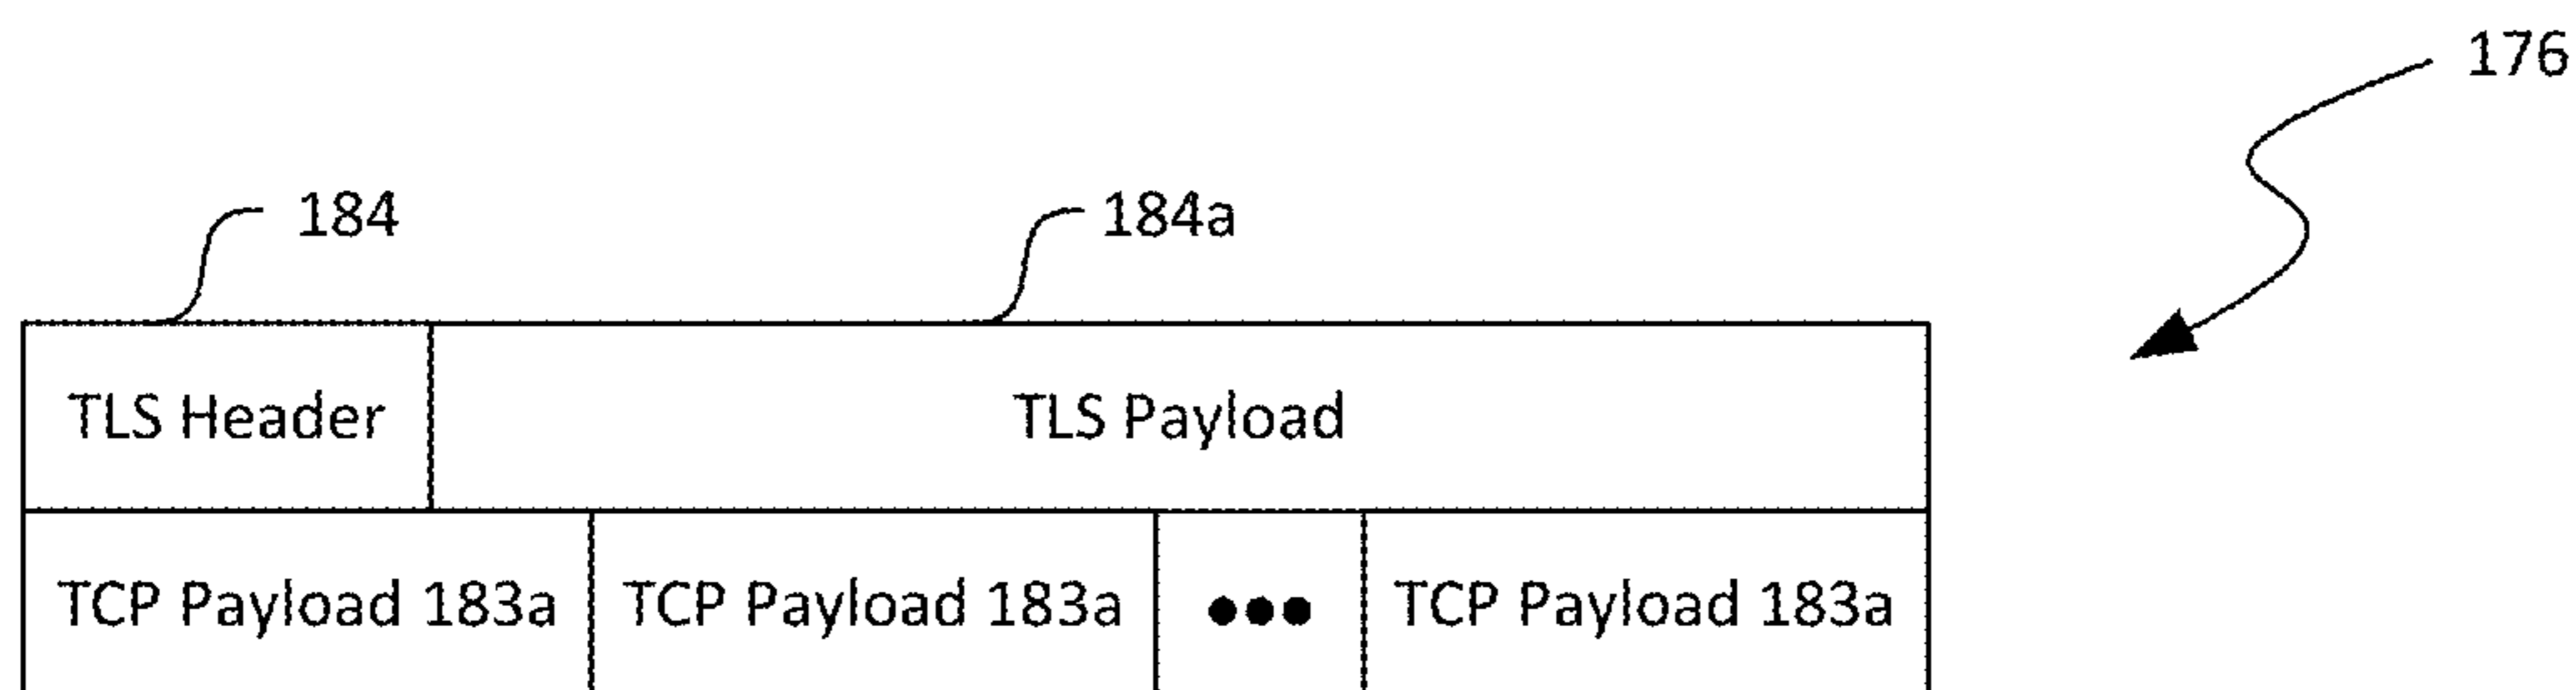 176
184 184a
TLS Header TLS Payload
TCP Payload 183a TCP Payload 183a ●●● TCP Payload 183a